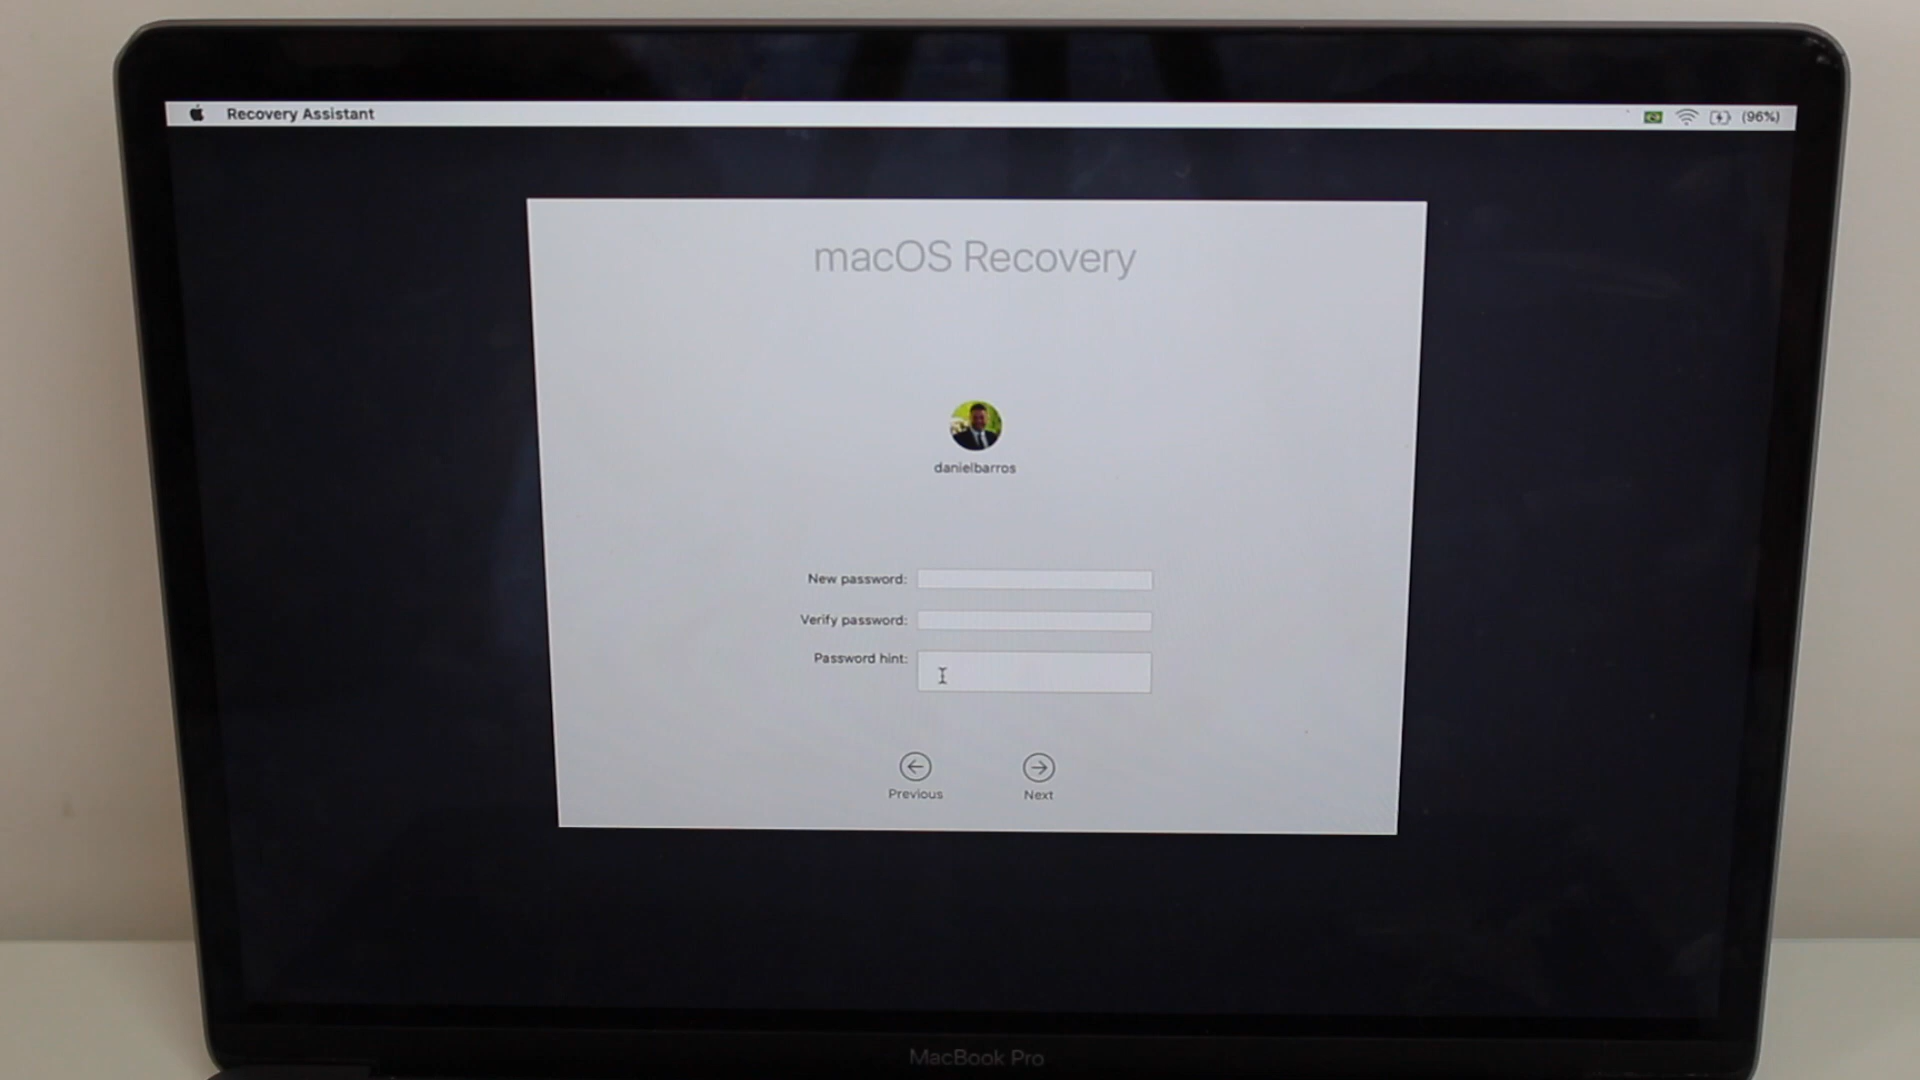 Recovery Assistant
(96%)
macOS Recovery
danielbarros
New password:
Verify password:
Password hint:
Previous
Next
MacBook Pro